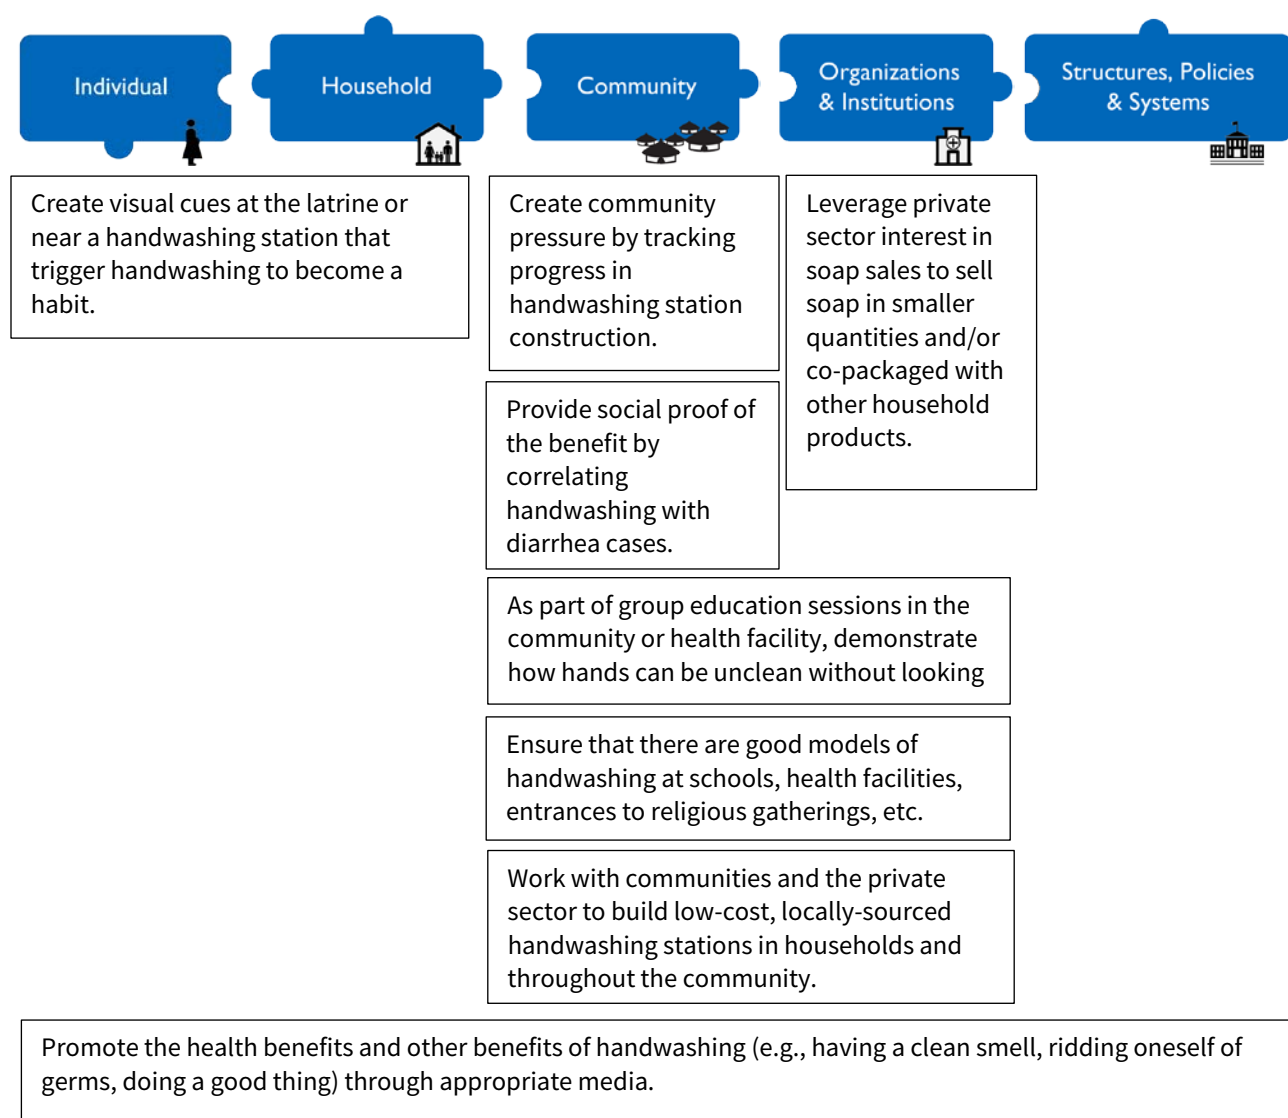 Individual
Household
Community
Organizations
& Institutions
Structures, Policies
& Systems
Create visual cues at the latrine or
near a handwashing station that
trigger handwashing to become a
habit.
Create community
pressure by tracking
progress in
handwashing station
construction.
Leverage private
sector interest in
soap sales to sell
soap in smaller
quantities and/or
co-packaged with
other household
products.
Provide social proof of
the benefit by
correlating
handwashing with
diarrhea cases.
As part of group education sessions in the
community or health facility, demonstrate
how hands can be unclean without looking
Ensure that there are good models of
handwashing at schools, health facilities,
entrances to religious gatherings, etc.
Work with communities and the private
sector to build low-cost, locally-sourced
handwashing stations in households and
throughout the community.
Promote the health benefits and other benefits of handwashing (e.g., having a clean smell, ridding oneself of
germs, doing a good thing) through appropriate media.